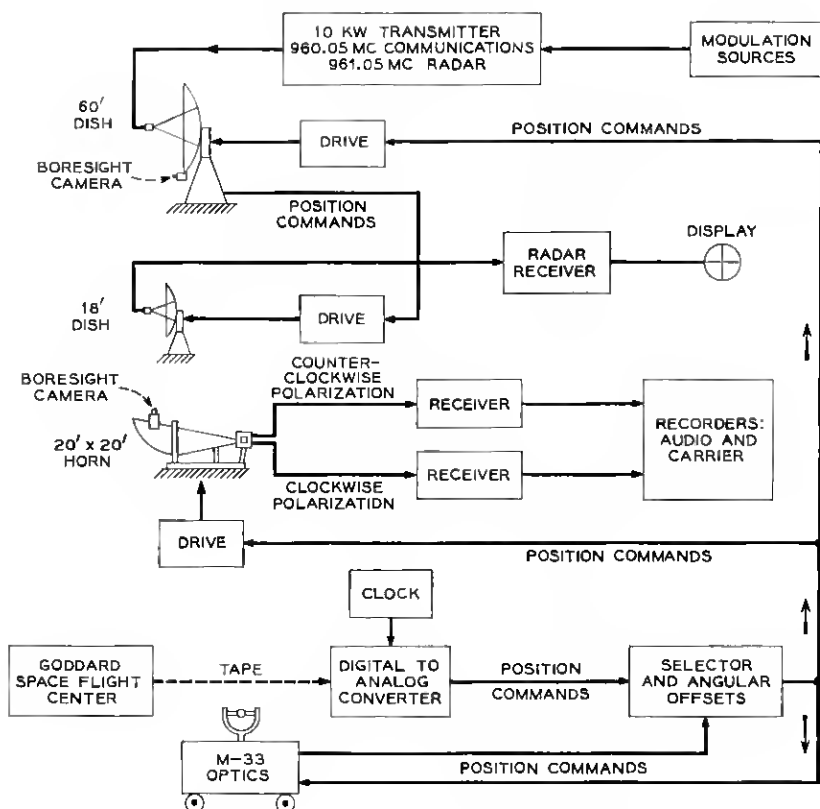 10 KW TRANSMITTER
960.05 MC COMMUNICATIONS
961.05 MC RADAR
MODULATION
SOURCES
60' 
DISH
BORESIGHT
CAMERA
DRIVE
POSITION COMMANDS
POSITION
COMMANDS
DISPLAY
RADAR
RECEIVER
18'
DISH
DRIVE
BORESIGHT
CAMERA
20' x 20'
HORN
COUNTER-
CLOCKWISE
POLARIZATION
RECEIVER
RECORDERS:
AUDIO AND
CARRIER
RECEIVER
CLOCKWISE
POLARIZATION
DRIVE
POSITION COMMANDS
CLOCK
GODDARD
SPACE FLIGHT
CENTER
TAPE
DIGITAL TO
ANALOG
CONVERTER
POSITION
COMMANDS
SELECTOR
AND ANGULAR
OFFSETS
M-33
OPTICS
POSITION COMMANDS